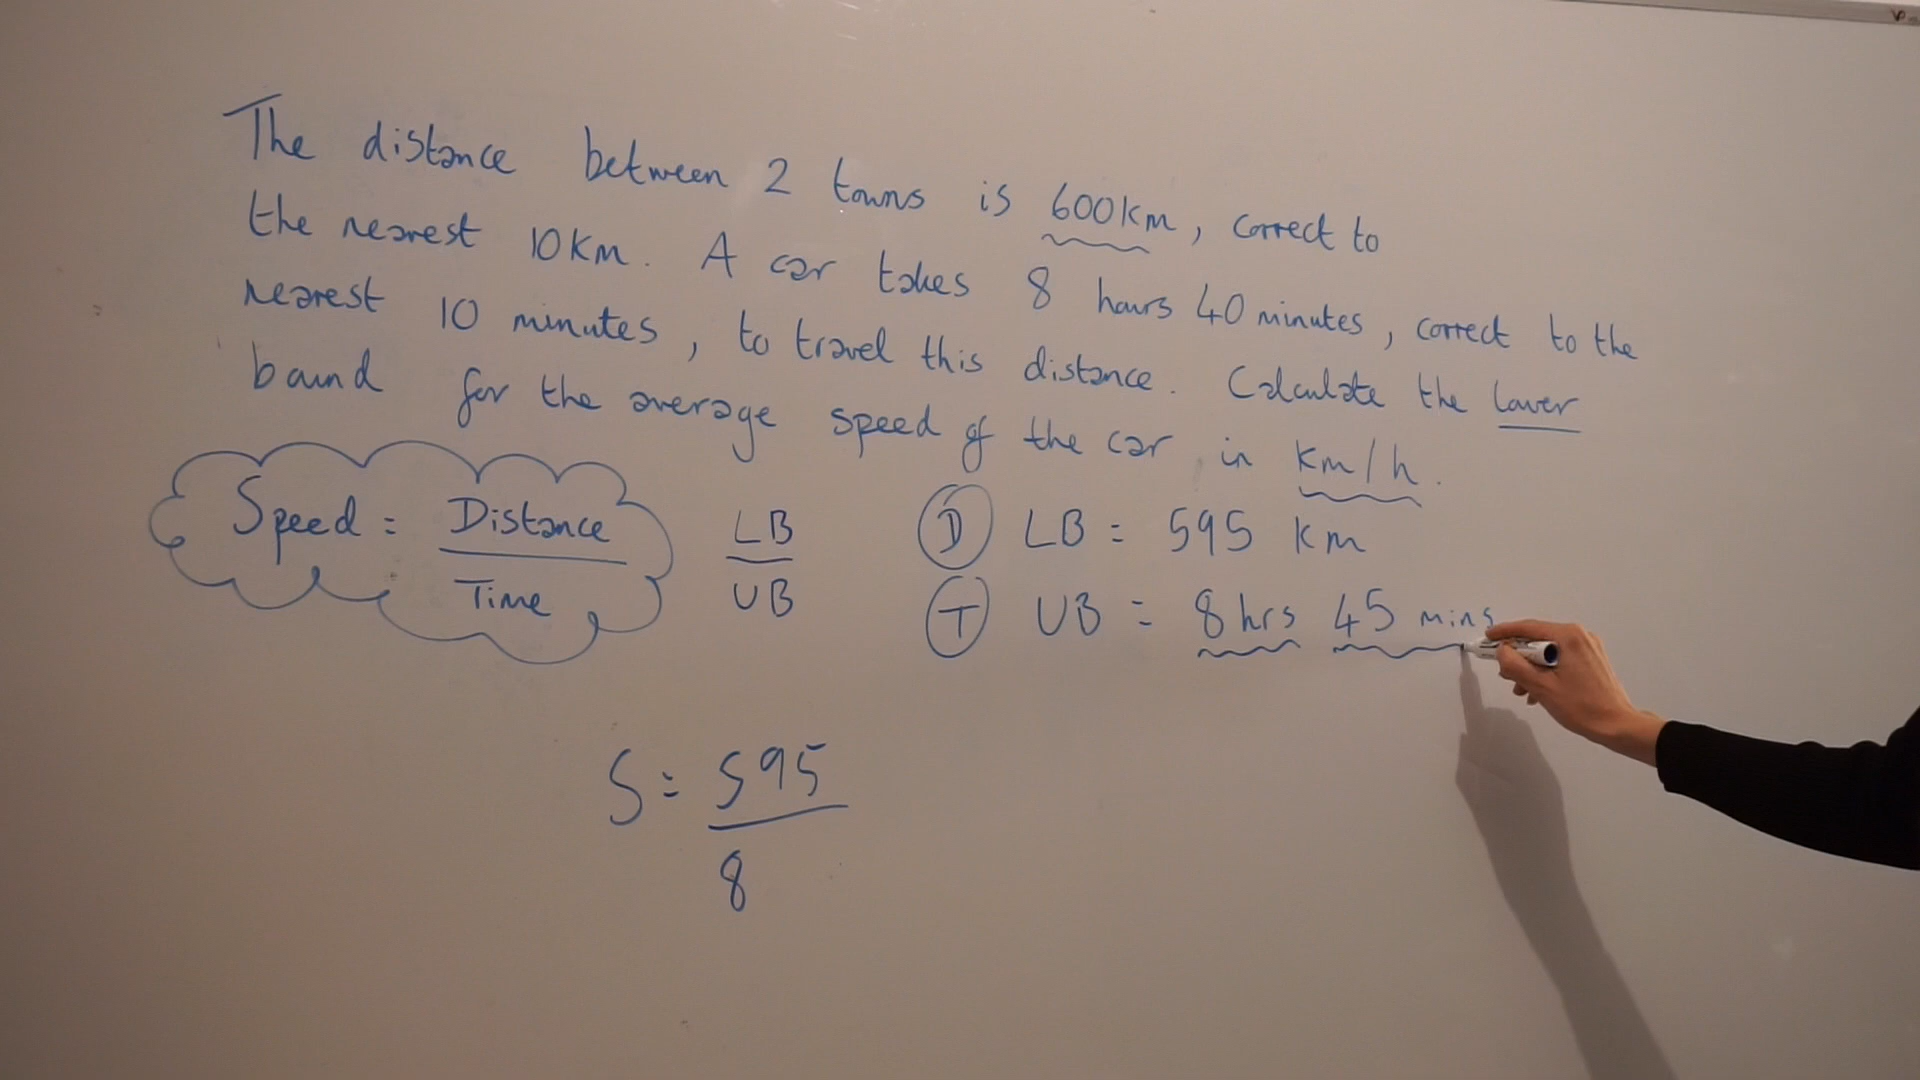 The distance between 2 towns is 600km, correct to
the nearest 10km. A car takes 8 hours 40 minutes, correct to the
nearest 10 minutes, to travel this distance. Calculate the lower
bound for the average speed of the car in km/h.
Speed = Distance
Time
LB
UB
D LB = 595 km
T UB = 8 hrs 45 mins
S = 595
8